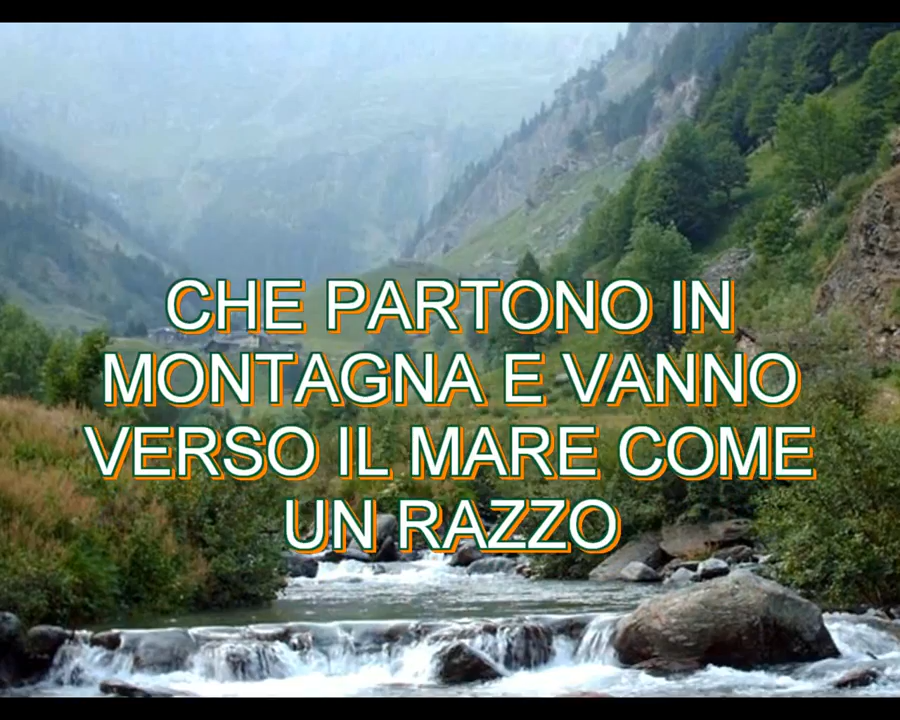 CHE PARTONO IN
MONTAGNA E VANNO
VERSO IL MARE COME
UN RAZZO